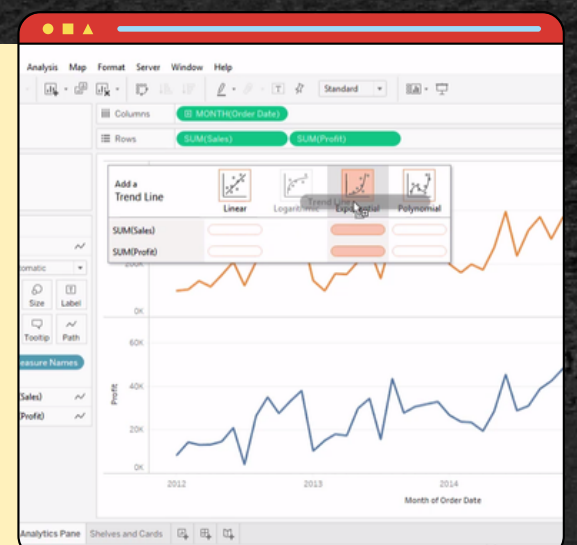 Analysis Map Format Server Window Help
Standard
Columns MONTH(Order Date)
Rows SUM(Sales) SUM(Profit)
Add a
Trend Line
Linear Logarithmic Exponential Polynomial
Trend Line
SUM(Sales)
SUM(Profit)
200K
0K
omatic
Size Label
Tooltip Path
easure Names
Sales)
Profit)
60K
40K
20K
0K
Profit
2012 2013 2014
Month of Order Date
Analytics Pane Shelves and Cards